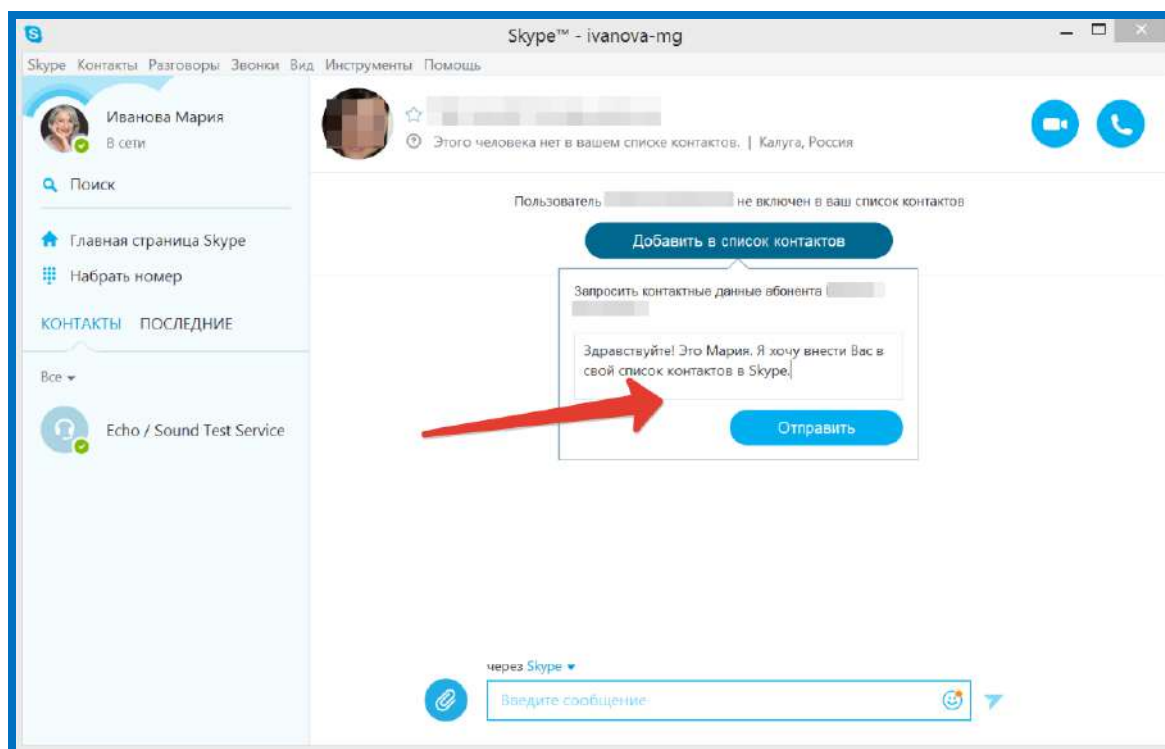 Skype™ - ivanova-mg
Skype Контакты Разговоры Звонки Вид Инструменты Помощь
Иванова Мария
В сети
Этого человека нет в вашем списке контактов. | Калуга, Россия
Поиск
Пользователь не включен в ваш список контактов
Главная страница Skype
Добавить в список контактов
Набрать номер
Запросить контактные данные абонента
КОНТАКТЫ ПОСЛЕДНИЕ
Здравствуйте! Это Мария. Я хочу внести Вас в
свой список контактов в Skype.
Все
Echo / Sound Test Service
Отправить
через Skype
Введите сообщение